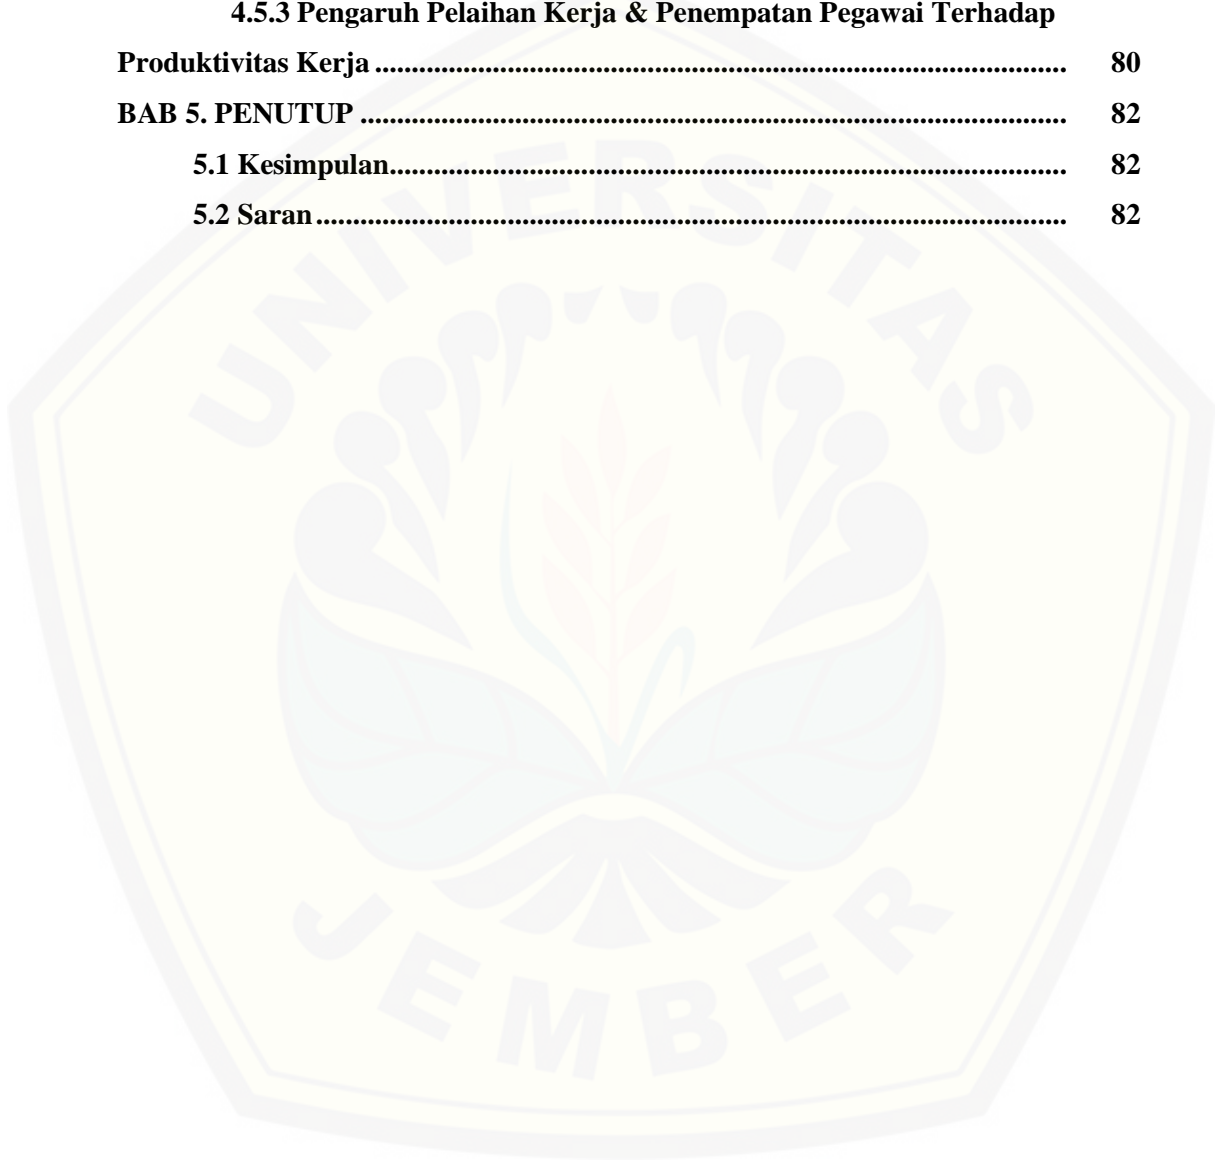 4.5.3 Pengaruh Pelaihan Kerja & Penempatan Pegawai Terhadap
Produktivitas Kerja ............................................................................................... 80
BAB 5. PENUTUP ................................................................................................. 82
5.1 Kesimpulan............................................................................................. 82
5.2 Saran ....................................................................................................... 82
UNIVERSITAS
JEMBER